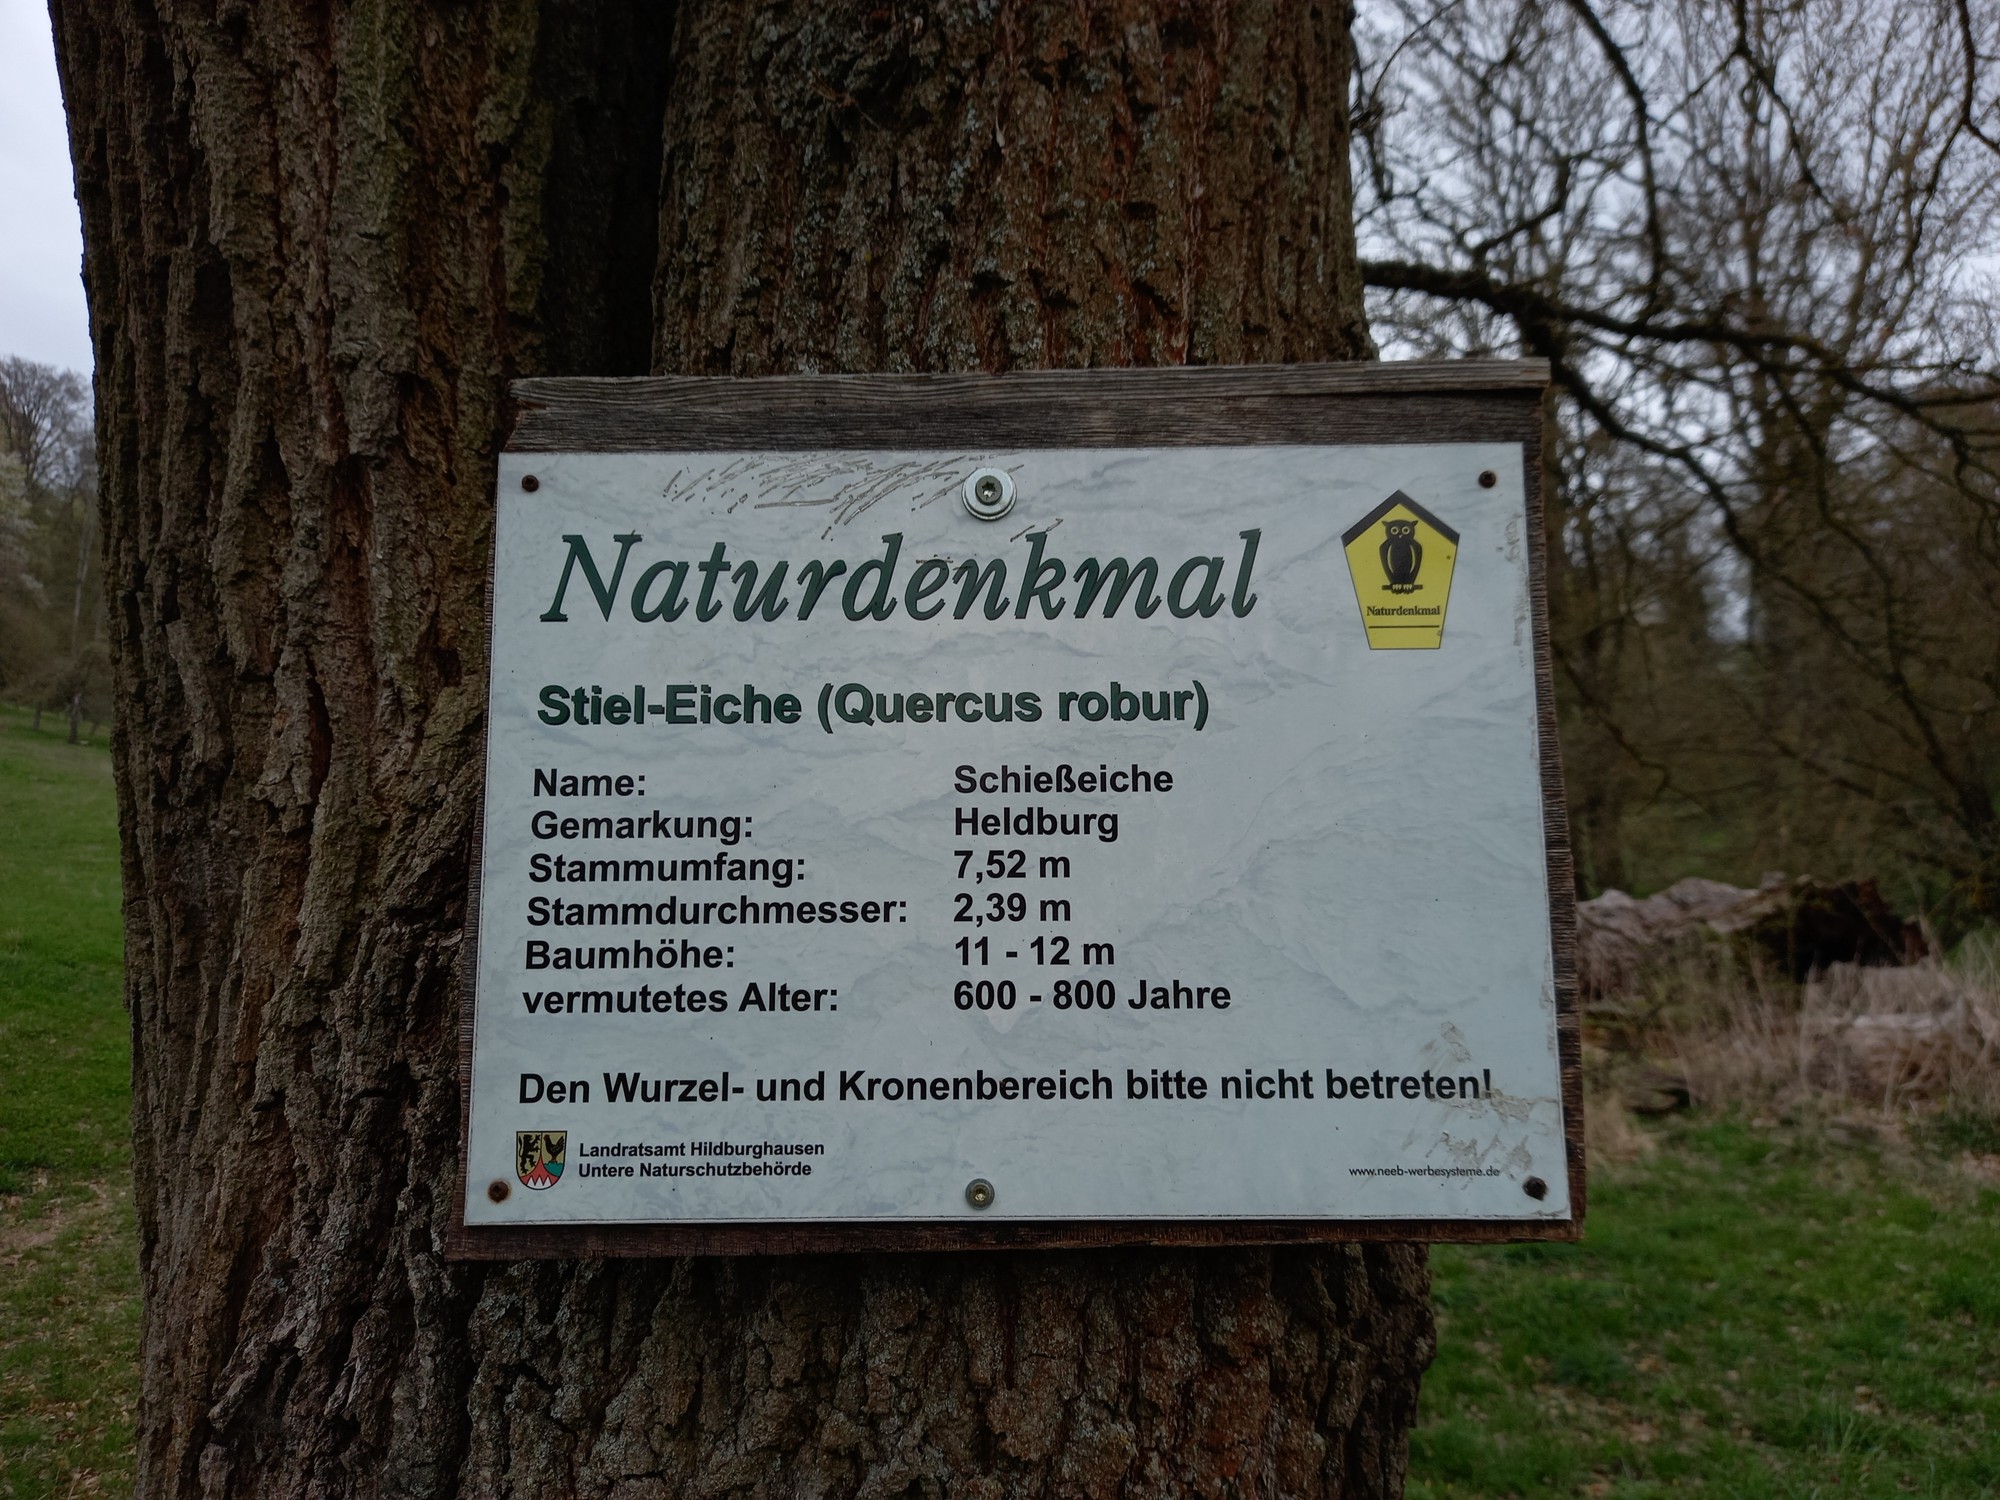 Naturdenkmal
Naturdenkmal
Stiel-Eiche (Quercus robur)
Name: Schießeiche
Gemarkung: Heldburg
Stammumfang: 7,52 m
Stammdurchmesser: 2,39 m
Baumhöhe: 11 - 12 m
vermutetes Alter: 600 - 800 Jahre
Den Wurzel- und Kronenbereich bitte nicht betreten!
Landratsamt Hildburghausen
Untere Naturschutzbehörde
www.neeb-werbesysteme.de